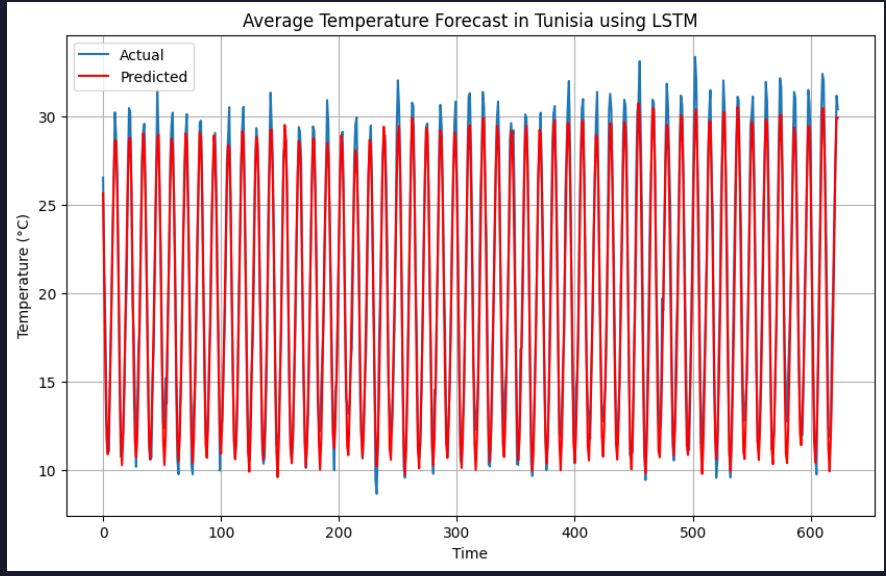 Average Temperature Forecast in Tunisia using LSTM
Actual
Predicted
Temperature (°C)
30
25
20
15
10
0 100 200 300 400 500 600
Time